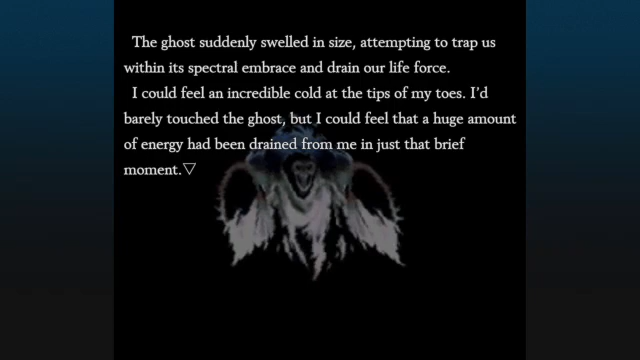 The ghost suddenly swelled in size, attempting to trap us
within its spectral embrace and drain our life force.
I could feel an incredible cold at the tips of my toes. I’d
barely touched the ghost, but I could feel that a huge amount
of energy had been drained from me in just that brief
moment.▽